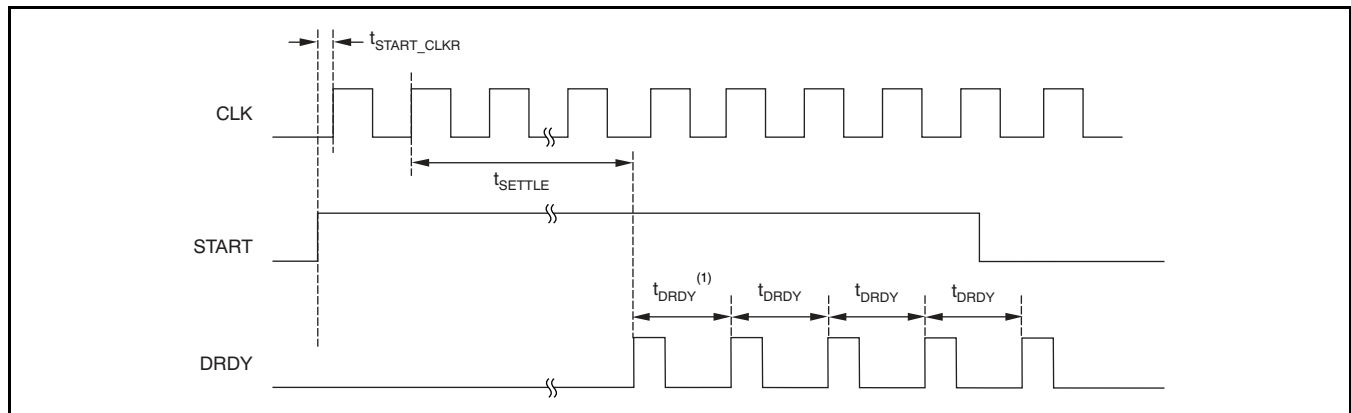 tSTART_CLKR
CLK
tSETTLE
START
tDRDY(1) tDRDY tDRDY tDRDY
DRDY